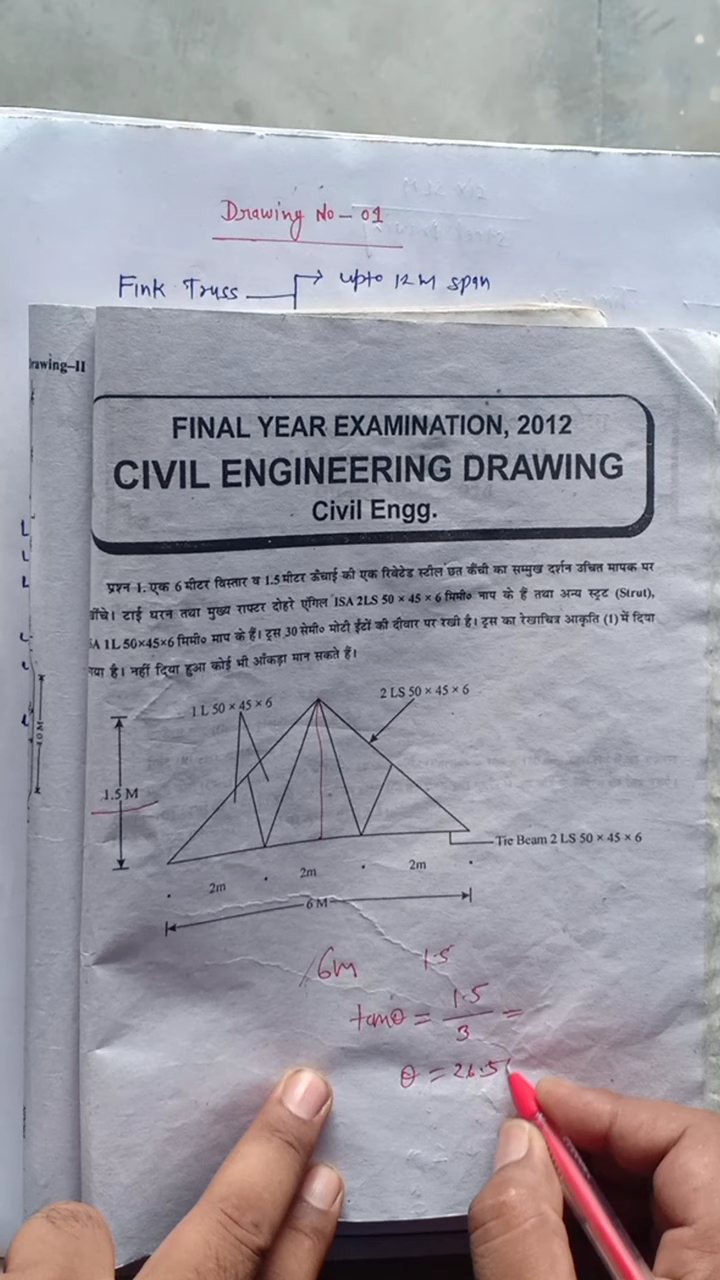 Drawing No - 01
Fink Truss → upto 12M span
rawing–II
FINAL YEAR EXAMINATION, 2012
CIVIL ENGINEERING DRAWING
Civil Engg.
प्रश्न 1. एक 6 मीटर विस्तार व 1.5 मीटर ऊँचाई की एक रिवेटेड स्टील छत कैंची का सम्मुख दर्शन उचित मापक पर
ींचे। टाई धरन तथा मुख्य राफ्टर दोहरे एंगिल ISA 2LS 50 × 45 × 6 मिमी० नाप के हैं तथा अन्य स्ट्रट (Strut),
A 1L 50×45×6 मिमी० माप के हैं। ट्रस 30 सेमी० मोटी ईंटों की दीवार पर रखी है। ट्रस का रेखाचित्र आकृति (1) में दिया
या है। नहीं दिया हुआ कोई भी आँकड़ा मान सकते हैं।
1 L 50 × 45 × 6
2 LS 50 × 45 × 6
1.5 M
Tie Beam 2 LS 50 × 45 × 6
2m
2m
2m
6 M
6m 1.5
tanθ = 1.5/3 =
θ = 26.5